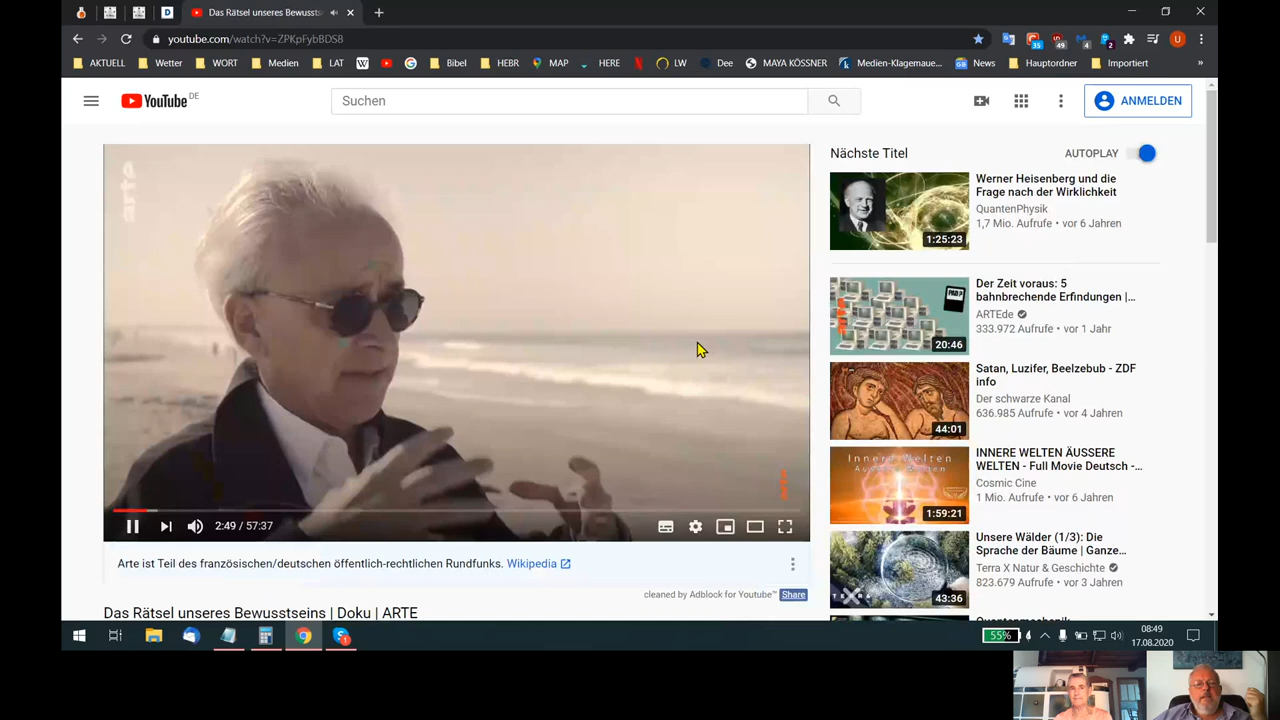 Das Rätsel unseres Bewussts
youtube.com/watch?v=ZPKpFybBDS8
35
49
4
2
U
AKTUELL
Wetter
WORT
Medien
LAT
W
G
Bibel
HEBR
MAP
HERE
LW
Dee
MAYA KÖSSNER
Medien-Klagemaue...
GB News
Hauptordner
Importiert
»
YouTube DE
Suchen
ANMELDEN
arte
Nächste Titel
AUTOPLAY
Werner Heisenberg und die
Frage nach der Wirklichkeit
QuantenPhysik
1,7 Mio. Aufrufe • vor 6 Jahren
1:25:23
Der Zeit voraus: 5
bahnbrechende Erfindungen |...
ARTEde
333.972 Aufrufe • vor 1 Jahr
20:46
Satan, Luzifer, Beelzebub - ZDF
info
Der schwarze Kanal
636.985 Aufrufe • vor 4 Jahren
44:01
Innere Welten
INNERE WELTEN ÄUSSERE
WELTEN - Full Movie Deutsch -...
Cosmic Cine
1 Mio. Aufrufe • vor 6 Jahren
1:59:21
Unsere Wälder (1/3): Die
Sprache der Bäume | Ganze...
Terra X Natur & Geschichte
823.679 Aufrufe • vor 3 Jahren
43:36
arte
2:49 / 57:37
Arte ist Teil des französischen/deutschen öffentlich-rechtlichen Rundfunks. Wikipedia
cleaned by Adblock for Youtube™ Share
Das Rätsel unseres Bewusstseins | Doku | ARTE
55%
08:49
17.08.2020